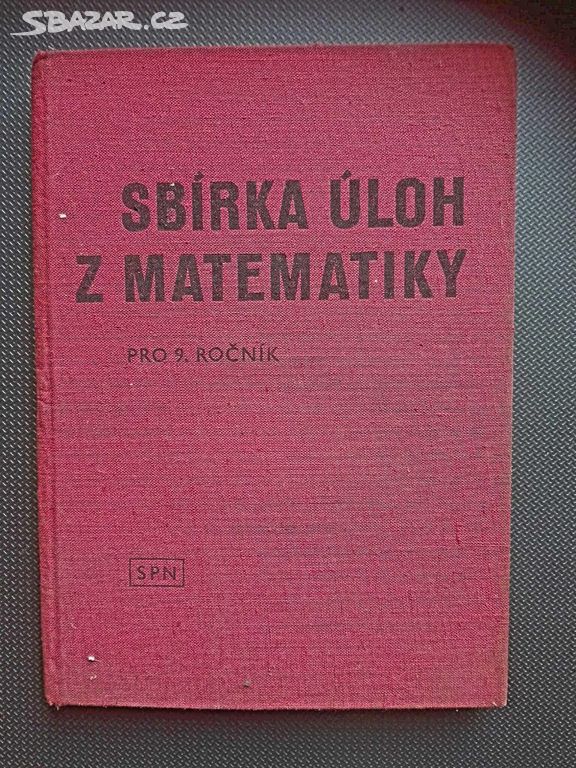 SBAZAR.CZ
SBÍRKA ÚLOH
Z MATEMATIKY
PRO 9. ROČNÍK
SPN